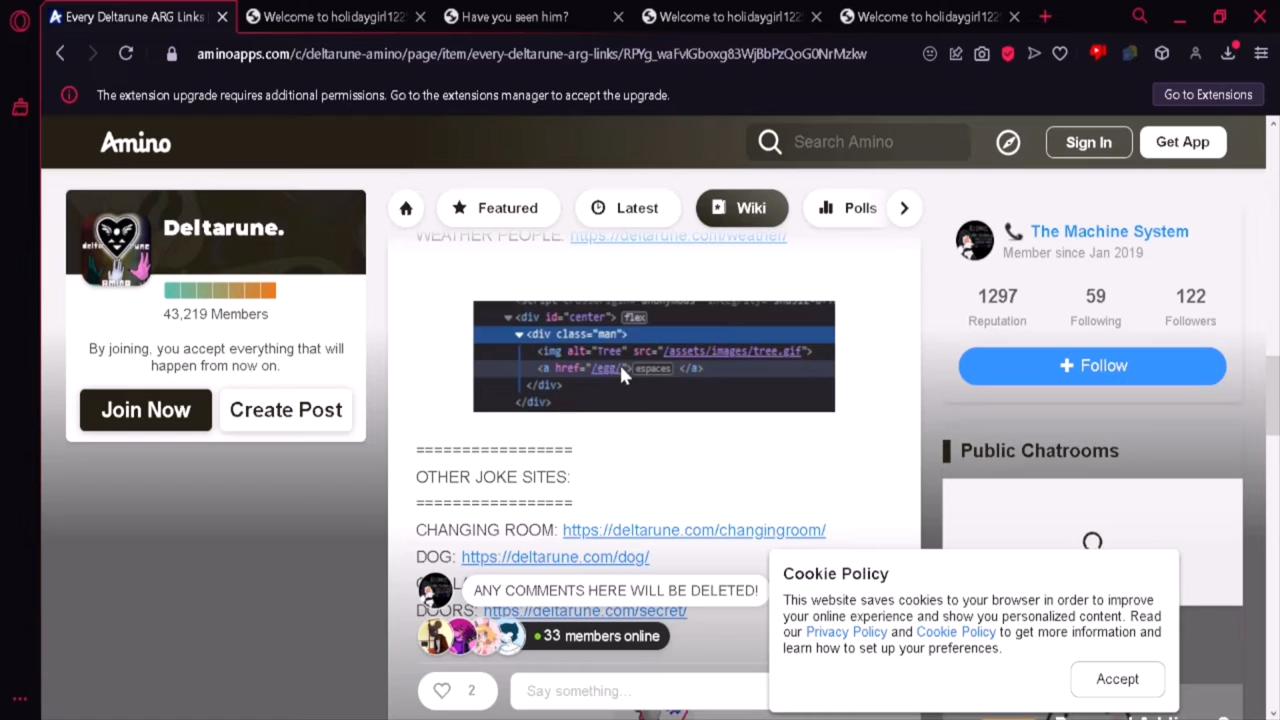 Every Deltarune ARG Links
Welcome to holidaygirl122
Have you seen him?
Welcome to holidaygirl122
Welcome to holidaygirl122
aminoapps.com/c/deltarune-amino/page/item/every-deltarune-arg-links/RPYg_waFvIGboxg83WjBbPzQoG0NrMzkw
The extension upgrade requires additional permissions. Go to the extensions manager to accept the upgrade.
Go to Extensions
Amino
Search Amino
Sign In
Get App
Deltarune.
43,219 Members
By joining, you accept everything that will
happen from now on.
Join Now
Create Post
Featured
Latest
Wiki
Polls
WEATHER PEOPLE: https://deltarune.com/weather/
<div id="center"> flex
<div class="man">
<img alt="Tree" src="/assets/images/tree.gif">
<a href="/egg/"> espaces </a>
</div>
</div>
================
OTHER JOKE SITES:
================
CHANGING ROOM: https://deltarune.com/changingroom/
DOG: https://deltarune.com/dog/
ANY COMMENTS HERE WILL BE DELETED!
DOORS: https://deltarune.com/secret/
33 members online
2
Say something...
The Machine System
Member since Jan 2019
1297
59
122
Reputation
Following
Followers
+ Follow
Public Chatrooms
Cookie Policy
This website saves cookies to your browser in order to improve
your online experience and show you personalized content. Read
our Privacy Policy and Cookie Policy to get more information and
learn how to set up your preferences.
Accept